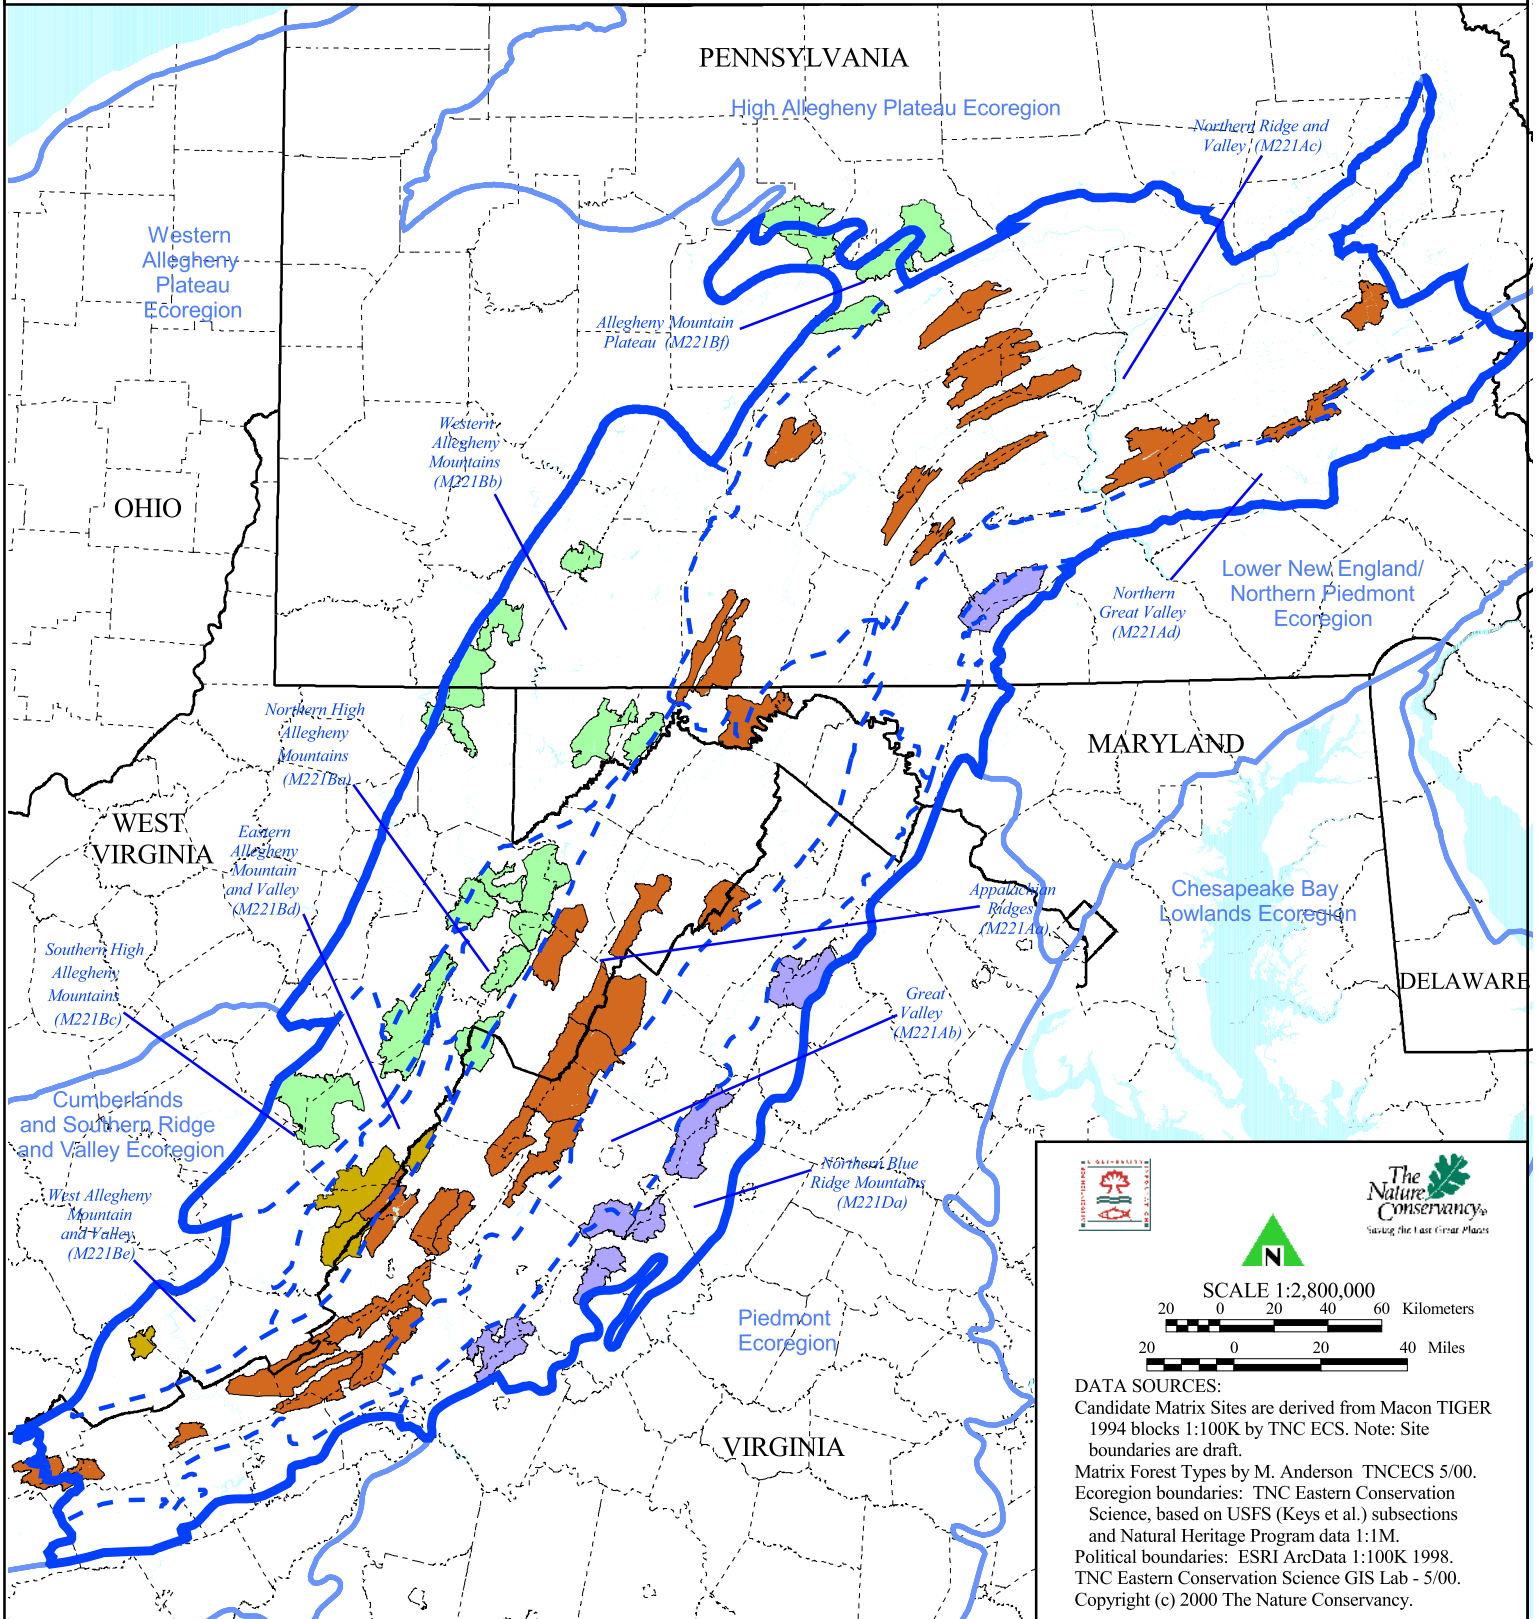 PENNSYLVANIA
High Allegheny Plateau Ecoregion
Northern Ridge and
Valley (M221Ac)
Western
Allegheny
Plateau
Ecoregion
Allegheny Mountain
Plateau (M221Bf)
Western
Allegheny
Mountains
(M221Bb)
OHIO
Lower New England/
Northern Piedmont
Ecoregion
Northern
Great Valley
(M221Ad)
Northern High
Allegheny
Mountains
(M221Ba)
MARYLAND
WEST
VIRGINIA
Eastern
Allegheny
Mountain
and Valley
(M221Bd)
Appalachian
Ridges
(M221Aa)
Chesapeake Bay
Lowlands Ecoregion
Southern High
Allegheny
Mountains
(M221Bc)
DELAWARE
Great
Valley
(M221Ab)
Cumberlands
and Southern Ridge
and Valley Ecoregion
Northern Blue
Ridge Mountains
(M221Da)
West Allegheny
Mountain
and Valley
(M221Be)
Piedmont
Ecoregion
VIRGINIA
The
Nature
Conservancy®
Saving the Last Great Places
N
SCALE 1:2,800,000
20 0 20 40 60 Kilometers
20 0 20 40 Miles
DATA SOURCES:
Candidate Matrix Sites are derived from Macon TIGER
1994 blocks 1:100K by TNC ECS. Note: Site
boundaries are draft.
Matrix Forest Types by M. Anderson TNCECS 5/00.
Ecoregion boundaries: TNC Eastern Conservation
Science, based on USFS (Keys et al.) subsections
and Natural Heritage Program data 1:1M.
Political boundaries: ESRI ArcData 1:100K 1998.
TNC Eastern Conservation Science GIS Lab - 5/00.
Copyright (c) 2000 The Nature Conservancy.